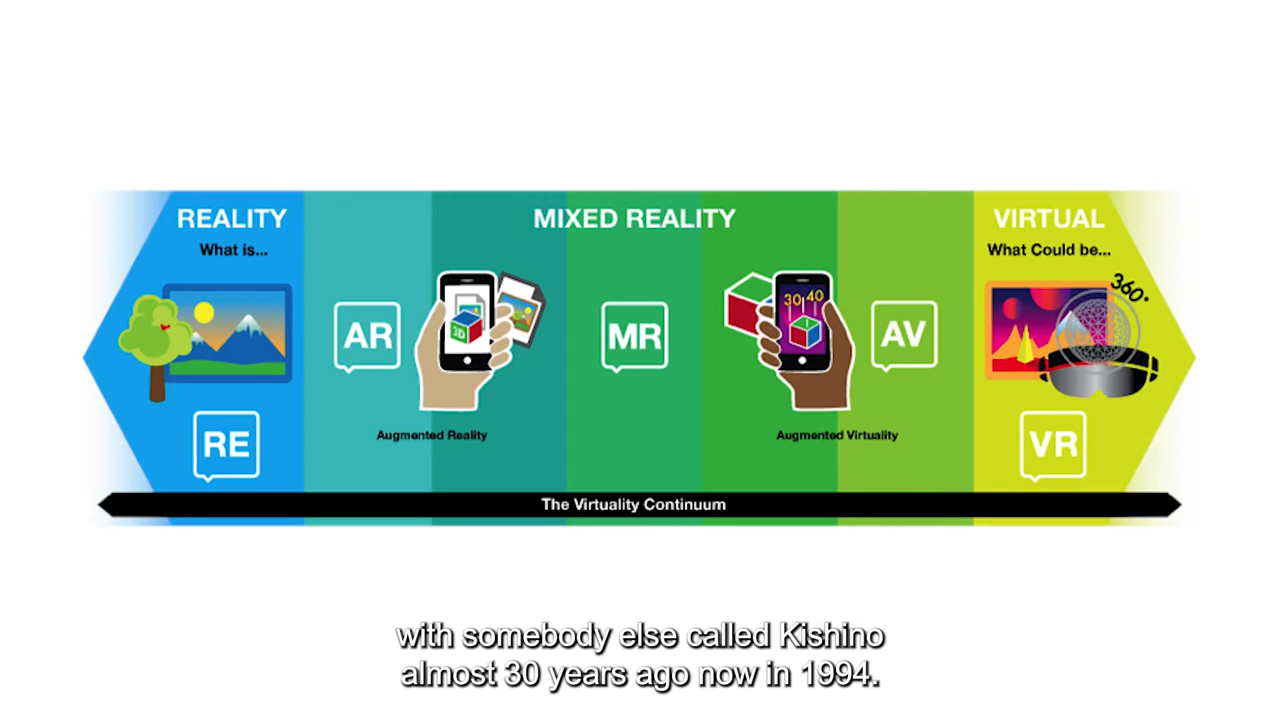 REALITY
MIXED REALITY
VIRTUAL
What is...
What Could be...
360°
AR
3D
MR
30 40
AV
RE
Augmented Reality
Augmented Virtuality
VR
The Virtuality Continuum
with somebody else called Kishino
almost 30 years ago now in 1994.